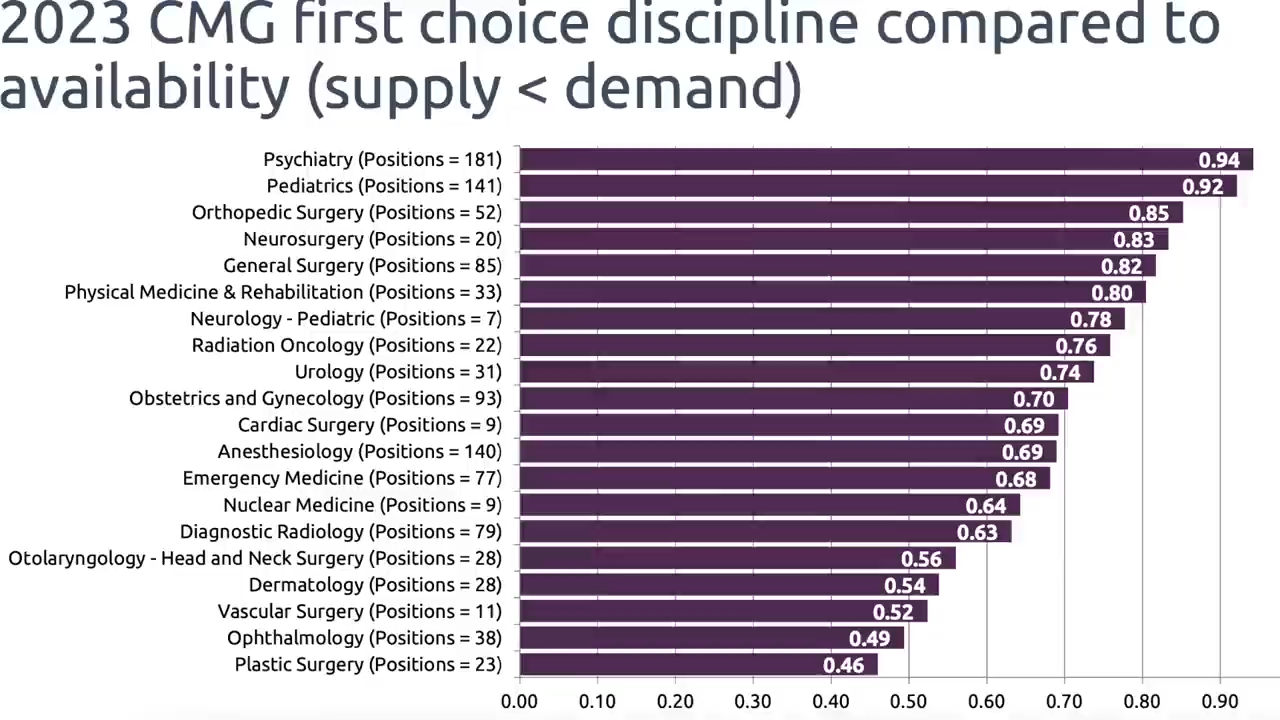 2023 CMG first choice discipline compared to
availability (supply < demand)
Psychiatry (Positions = 181) 0.94
Pediatrics (Positions = 141) 0.92
Orthopedic Surgery (Positions = 52) 0.85
Neurosurgery (Positions = 20) 0.83
General Surgery (Positions = 85) 0.82
Physical Medicine & Rehabilitation (Positions = 33) 0.80
Neurology - Pediatric (Positions = 7) 0.78
Radiation Oncology (Positions = 22) 0.76
Urology (Positions = 31) 0.74
Obstetrics and Gynecology (Positions = 93) 0.70
Cardiac Surgery (Positions = 9) 0.69
Anesthesiology (Positions = 140) 0.69
Emergency Medicine (Positions = 77) 0.68
Nuclear Medicine (Positions = 9) 0.64
Diagnostic Radiology (Positions = 79) 0.63
Otolaryngology - Head and Neck Surgery (Positions = 28) 0.56
Dermatology (Positions = 28) 0.54
Vascular Surgery (Positions = 11) 0.52
Ophthalmology (Positions = 38) 0.49
Plastic Surgery (Positions = 23) 0.46
0.00 0.10 0.20 0.30 0.40 0.50 0.60 0.70 0.80 0.90